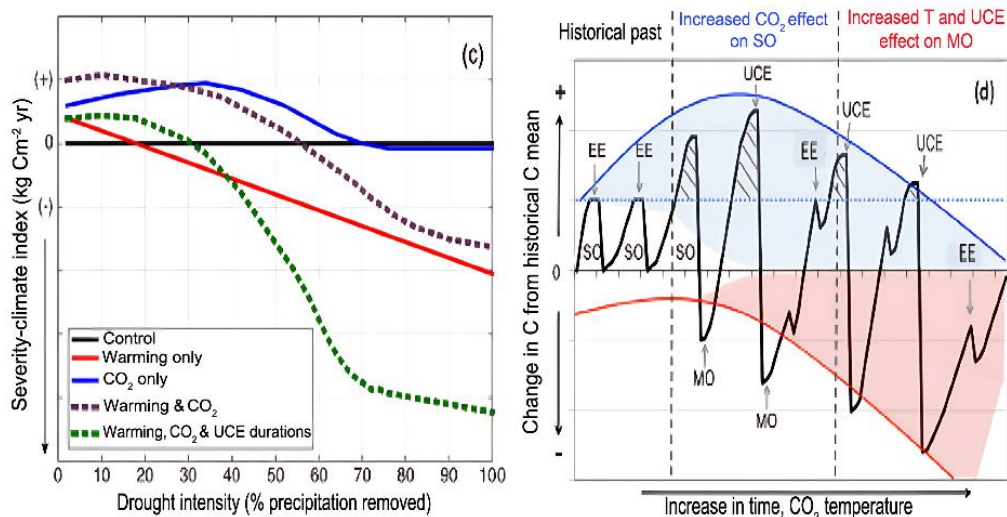 (c)
Severity-climate index (kg Cm⁻² yr)
(+)
0
(-)
Control
Warming only
CO₂ only
Warming & CO₂
Warming, CO₂ & UCE durations
0 10 20 30 40 50 60 70 80 90 100
Drought intensity (% precipitation removed)
Historical past
Increased CO₂ effect
on SO
Increased T and UCE
effect on MO
(d)
Change in C from historical C mean
+
0
-
UCE
UCE
UCE
EE
EE
EE
EE
SO
SO
SO
MO
MO
Increase in time, CO₂ temperature